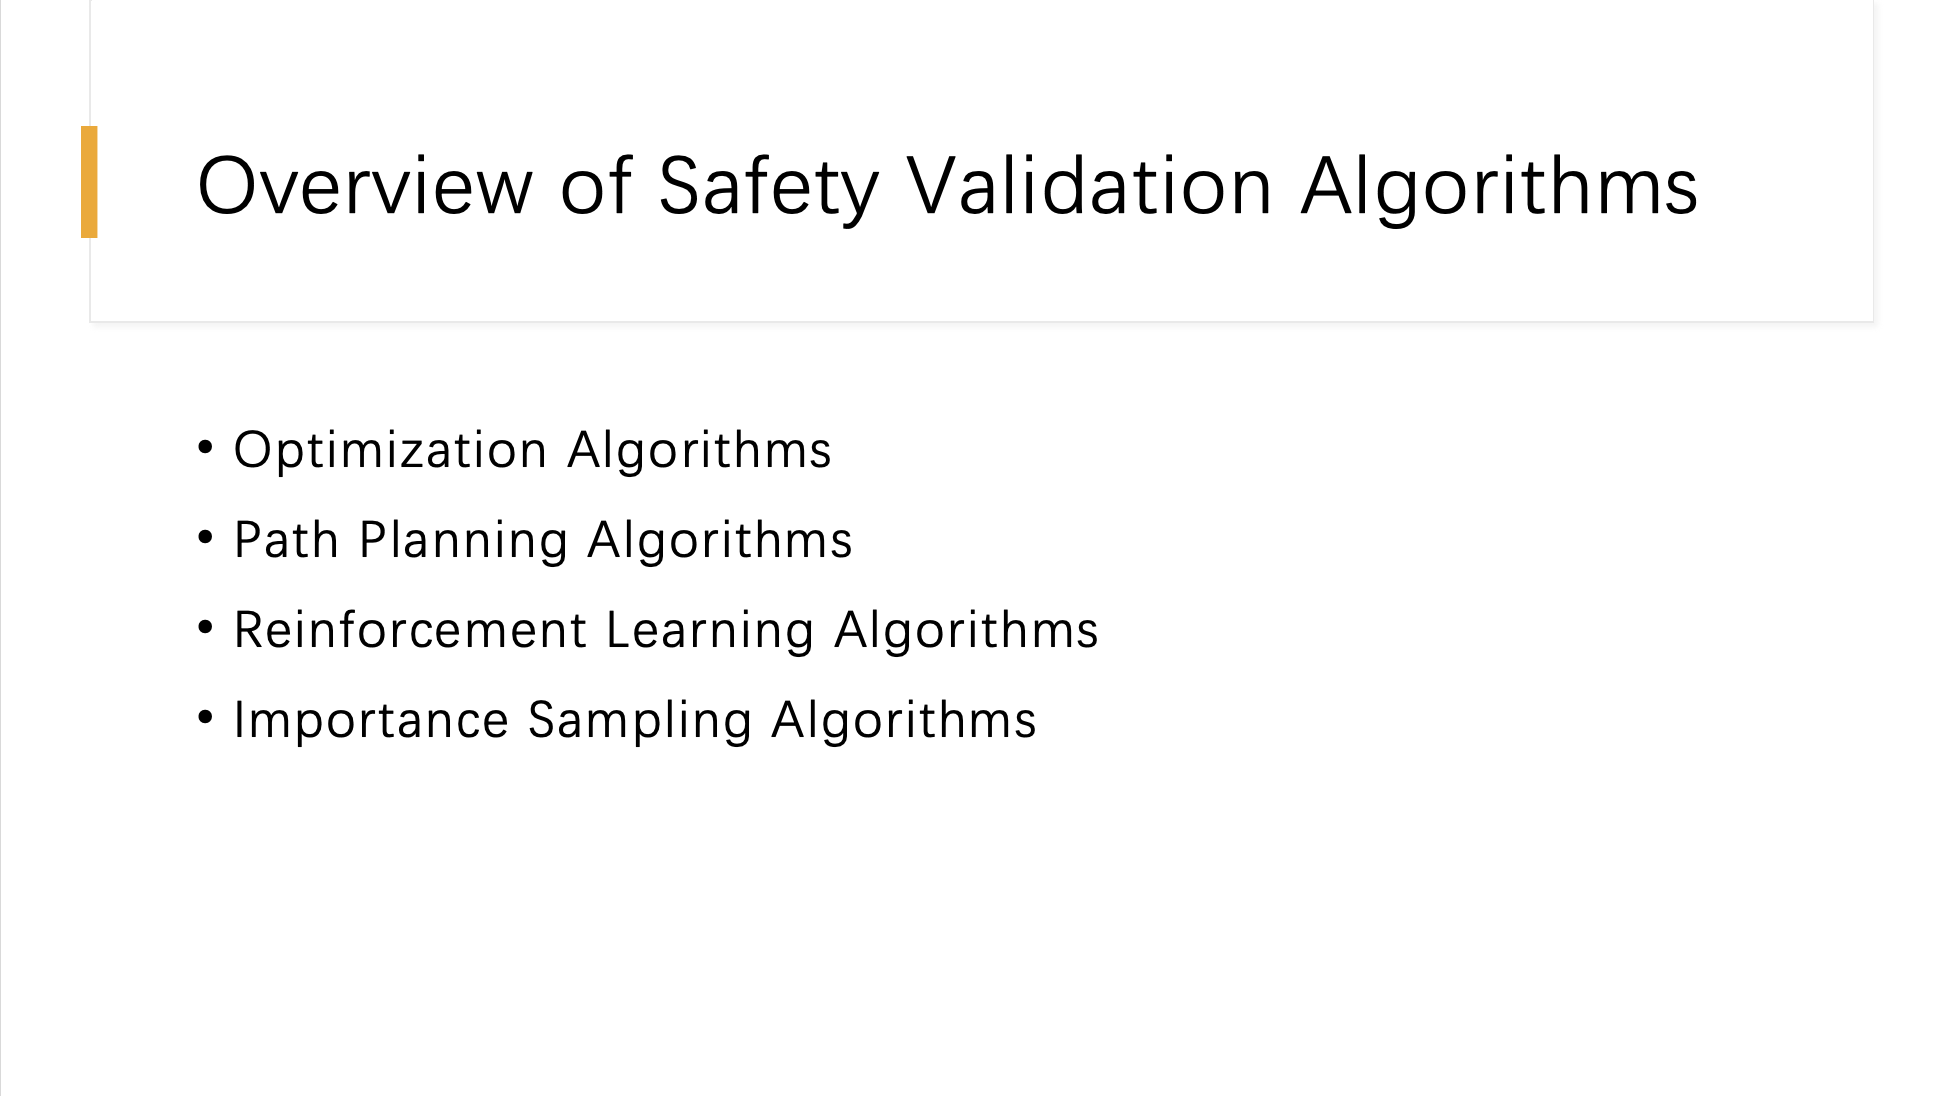 Overview of Safety Validation Algorithms
• Optimization Algorithms
• Path Planning Algorithms
• Reinforcement Learning Algorithms
• Importance Sampling Algorithms